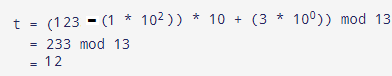 t = (123 - (1 * 10²)) * 10 + (3 * 10⁰)) mod 13
= 233 mod 13
= 12